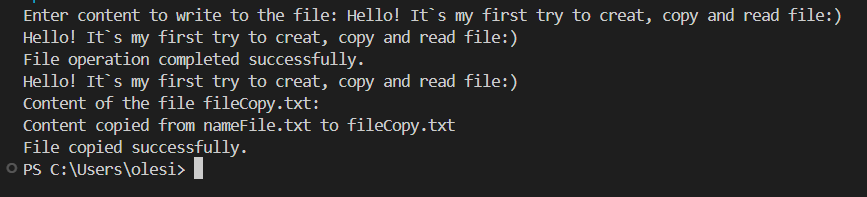 Enter content to write to the file: Hello! It`s my first try to creat, copy and read file:)
Hello! It`s my first try to creat, copy and read file:)
File operation completed successfully.
Hello! It`s my first try to creat, copy and read file:)
Content of the file fileCopy.txt:
Content copied from nameFile.txt to fileCopy.txt
File copied successfully.
PS C:\Users\olesi>